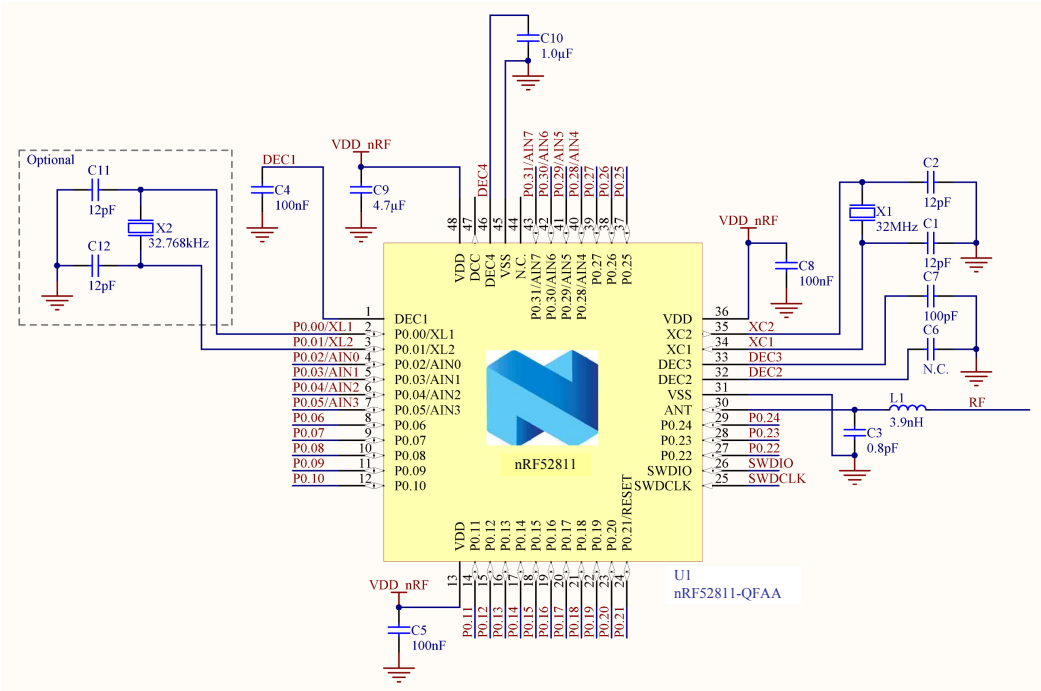 C10
1.0µF
Optional
C11
12pF
X2
32.768kHz
C12
12pF
DEC1
C4
100nF
VDD_nRF
C9
4.7µF
DEC4
P0.31/AIN7
P0.30/AIN6
P0.29/AIN5
P0.28/AIN4
P0.27
P0.26
P0.25
48
47
46
45
44
43
42
41
40
39
38
37
VDD
DCC
DEC4
VSS
N.C.
P0.31/AIN7
P0.30/AIN6
P0.29/AIN5
P0.28/AIN4
P0.27
P0.26
P0.25
C2
12pF
X1
32MHz
C1
12pF
VDD_nRF
C8
100nF
C7
100pF
C6
N.C.
1 DEC1
P0.00/XL1 2 P0.00/XL1
P0.01/XL2 3 P0.01/XL2
P0.02/AIN0 4 P0.02/AIN0
P0.03/AIN1 5 P0.03/AIN1
P0.04/AIN2 6 P0.04/AIN2
P0.05/AIN3 7 P0.05/AIN3
P0.06 8 P0.06
P0.07 9 P0.07
P0.08 10 P0.08
P0.09 11 P0.09
P0.10 12 P0.10
nRF52811
VDD 36
XC2 35 XC2
XC1 34 XC1
DEC3 33 DEC3
DEC2 32 DEC2
VSS 31
ANT 30
P0.24 29 P0.24
P0.23 28 P0.23
P0.22 27 P0.22
SWDIO 26 SWDIO
SWDCLK 25 SWDCLK
L1
3.9nH
RF
C3
0.8pF
VDD
P0.11
P0.12
P0.13
P0.14
P0.15
P0.16
P0.17
P0.18
P0.19
P0.20
P0.21/RESET
13
14
15
16
17
18
19
20
21
22
23
24
P0.11
P0.12
P0.13
P0.14
P0.15
P0.16
P0.17
P0.18
P0.19
P0.20
P0.21
VDD_nRF
C5
100nF
U1
nRF52811-QFAA